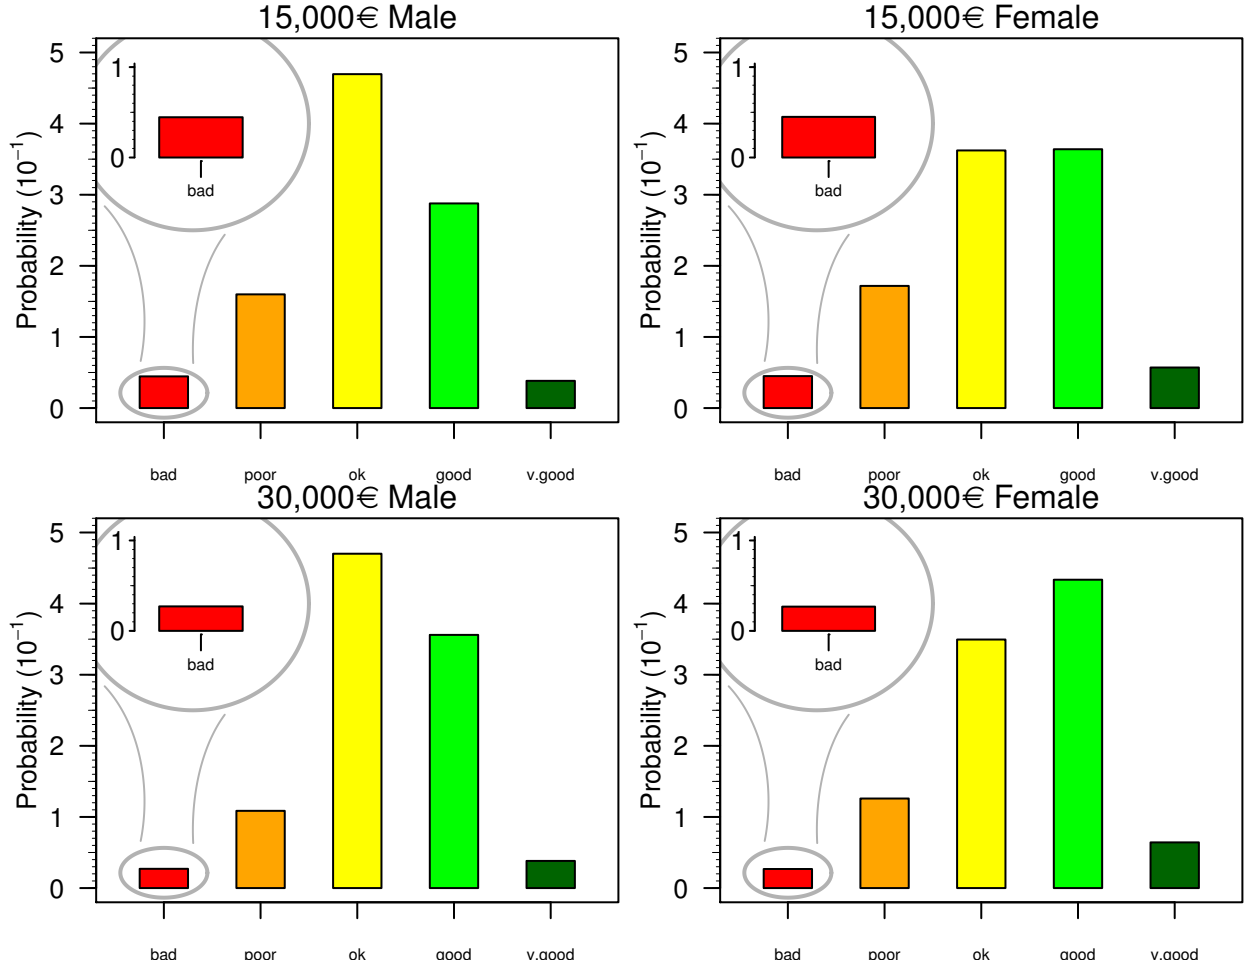 15,000€ Male
5
4
3
2
1
0
Probability (10⁻¹)
1
0
bad
bad poor ok good v.good
15,000€ Female
5
4
3
2
1
0
Probability (10⁻¹)
1
0
bad
bad poor ok good v.good
30,000€ Male
5
4
3
2
1
0
Probability (10⁻¹)
1
0
bad
bad poor ok good v.good
30,000€ Female
5
4
3
2
1
0
Probability (10⁻¹)
1
0
bad
bad poor ok good v.good